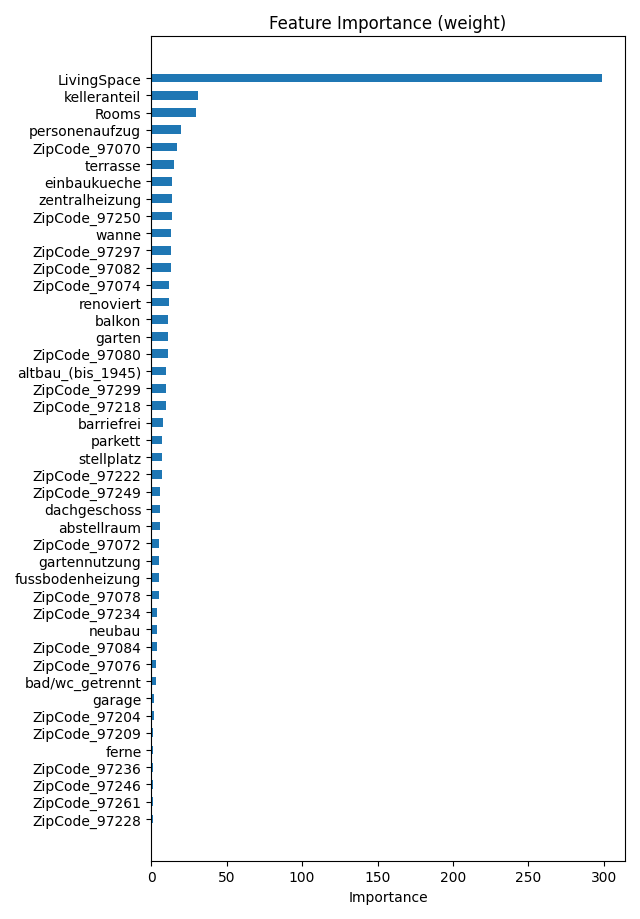 Feature Importance (weight)
LivingSpace
kelleranteil
Rooms
personenaufzug
ZipCode_97070
terrasse
einbaukueche
zentralheizung
ZipCode_97250
wanne
ZipCode_97297
ZipCode_97082
ZipCode_97074
renoviert
balkon
garten
ZipCode_97080
altbau_(bis_1945)
ZipCode_97299
ZipCode_97218
barriefrei
parkett
stellplatz
ZipCode_97222
ZipCode_97249
dachgeschoss
abstellraum
ZipCode_97072
gartennutzung
fussbodenheizung
ZipCode_97078
ZipCode_97234
neubau
ZipCode_97084
ZipCode_97076
bad/wc_getrennt
garage
ZipCode_97204
ZipCode_97209
ferne
ZipCode_97236
ZipCode_97246
ZipCode_97261
ZipCode_97228
0 50 100 150 200 250 300
Importance